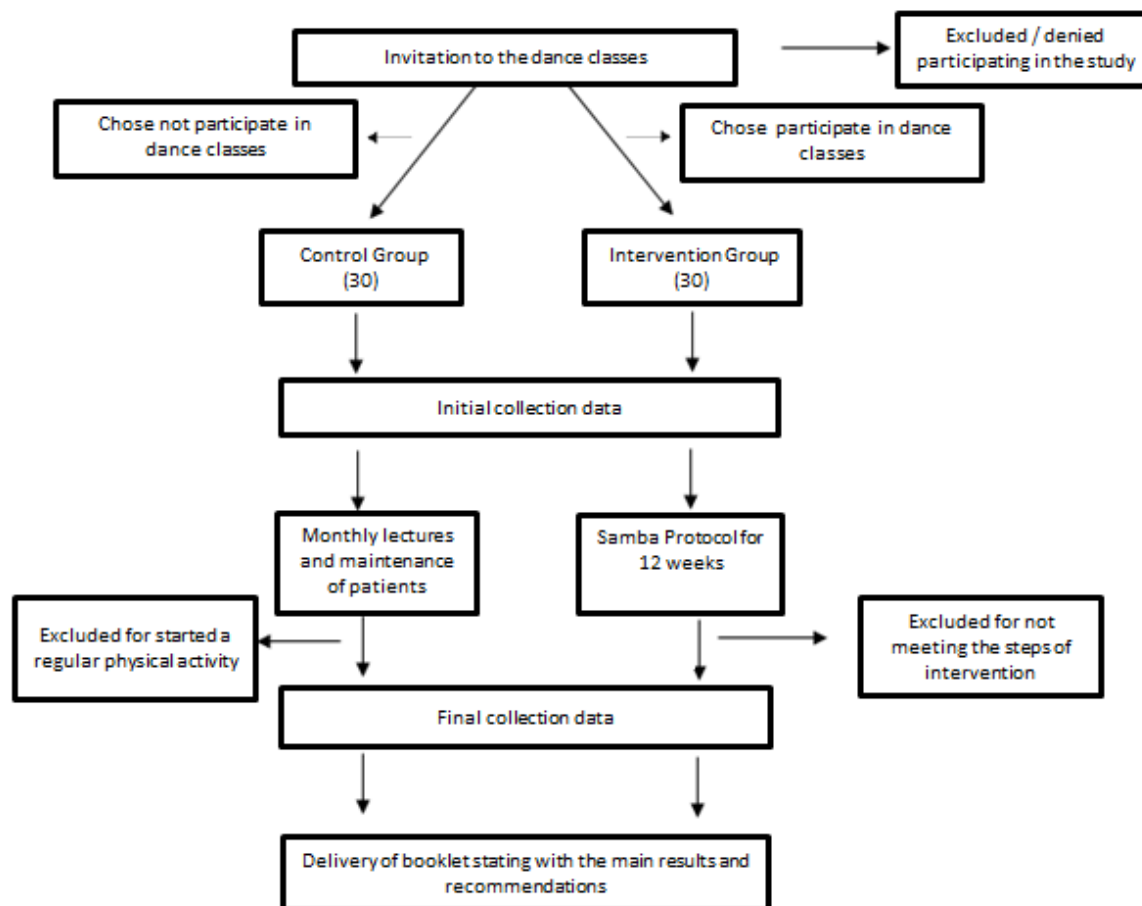 Invitation to the dance classes
Excluded / denied
participating in the study
Chose not participate in
dance classes
Chose participate in dance
classes
Control Group
(30)
Intervention Group
(30)
Initial collection data
Monthly lectures
and maintenance
of patients
Samba Protocol for
12 weeks
Excluded for started a
regular physical activity
Excluded for not
meeting the steps of
intervention
Final collection data
Delivery of booklet stating with the main results and
recommendations